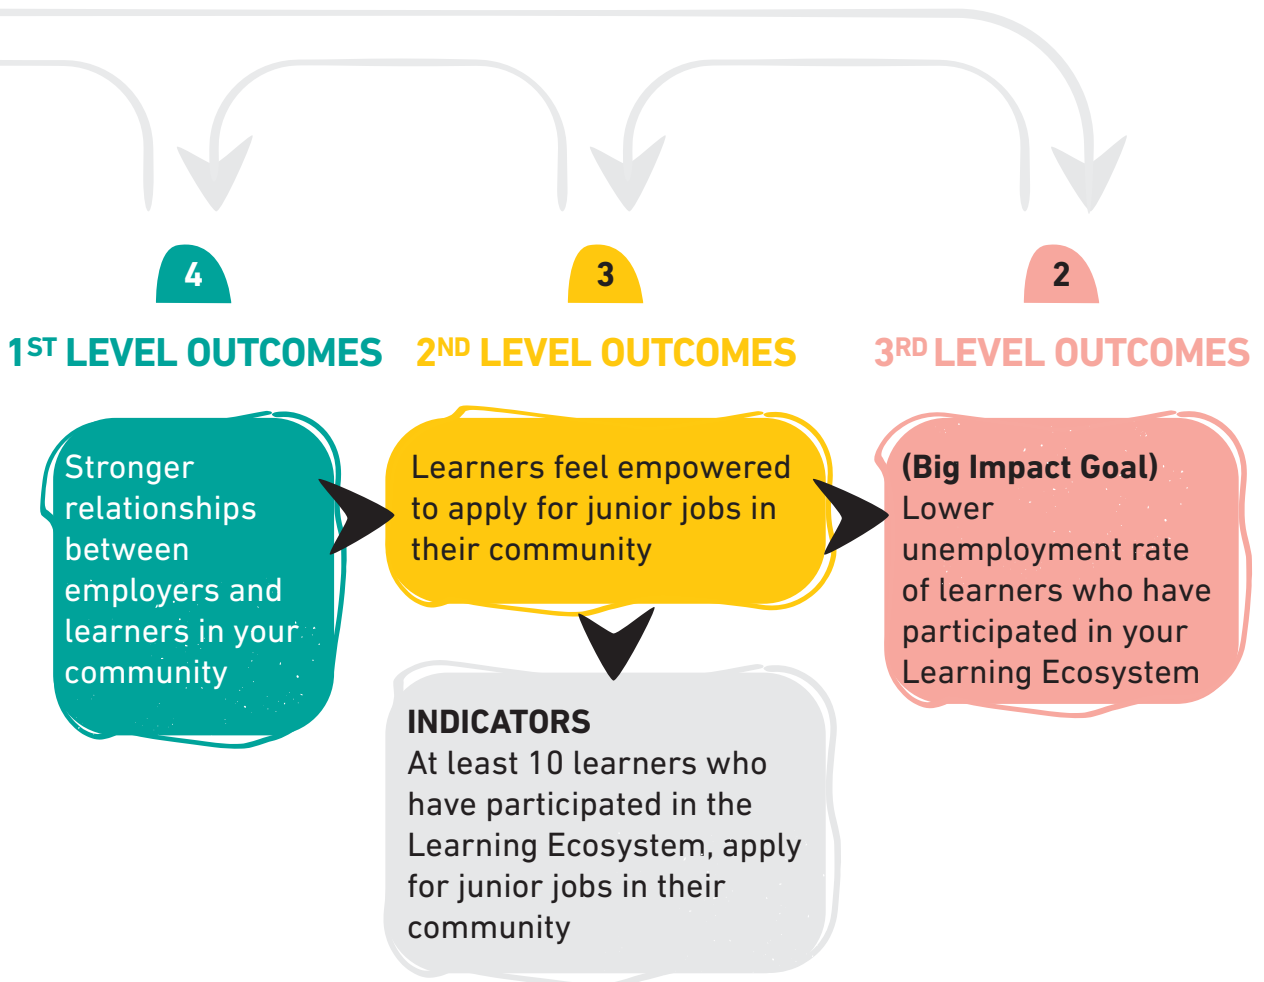 4
1ST LEVEL OUTCOMES
Stronger
relationships
between
employers and
learners in your
community
3
2ND LEVEL OUTCOMES
Learners feel empowered
to apply for junior jobs in
their community
INDICATORS
At least 10 learners who
have participated in the
Learning Ecosystem, apply
for junior jobs in their
community
2
3RD LEVEL OUTCOMES
(Big Impact Goal)
Lower
unemployment rate
of learners who have
participated in your
Learning Ecosystem